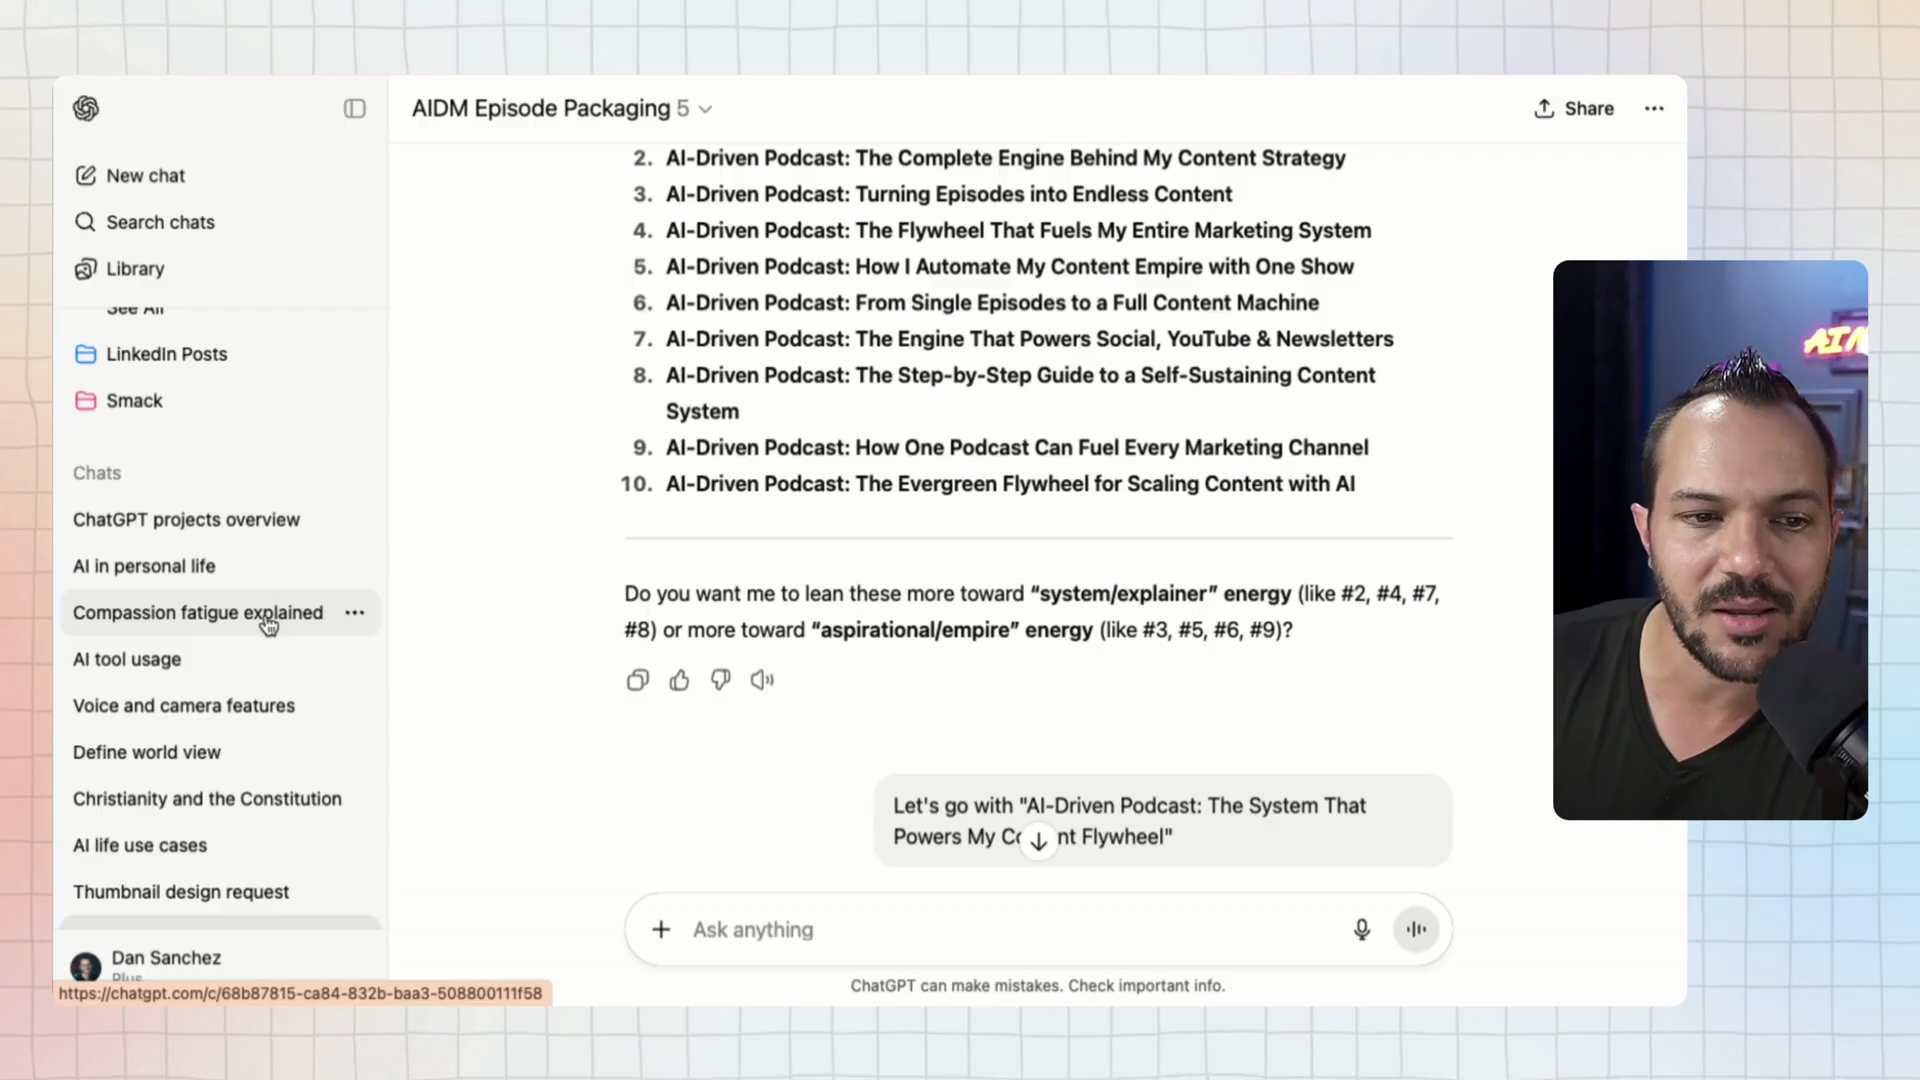 AIDM Episode Packaging 5
Share
New chat
Search chats
Library
See All
LinkedIn Posts
Smack
Chats
ChatGPT projects overview
AI in personal life
Compassion fatigue explained
AI tool usage
Voice and camera features
Define world view
Christianity and the Constitution
AI life use cases
Thumbnail design request
Dan Sanchez
Plus
https://chatgpt.com/c/68b87815-ca84-832b-baa3-508800111f58
2. AI-Driven Podcast: The Complete Engine Behind My Content Strategy
3. AI-Driven Podcast: Turning Episodes into Endless Content
4. AI-Driven Podcast: The Flywheel That Fuels My Entire Marketing System
5. AI-Driven Podcast: How I Automate My Content Empire with One Show
6. AI-Driven Podcast: From Single Episodes to a Full Content Machine
7. AI-Driven Podcast: The Engine That Powers Social, YouTube & Newsletters
8. AI-Driven Podcast: The Step-by-Step Guide to a Self-Sustaining Content
System
9. AI-Driven Podcast: How One Podcast Can Fuel Every Marketing Channel
10. AI-Driven Podcast: The Evergreen Flywheel for Scaling Content with AI
Do you want me to lean these more toward “system/explainer” energy (like #2, #4, #7,
#8) or more toward “aspirational/empire” energy (like #3, #5, #6, #9)?
Let's go with "AI-Driven Podcast: The System That
Powers My Content Flywheel"
Ask anything
ChatGPT can make mistakes. Check important info.